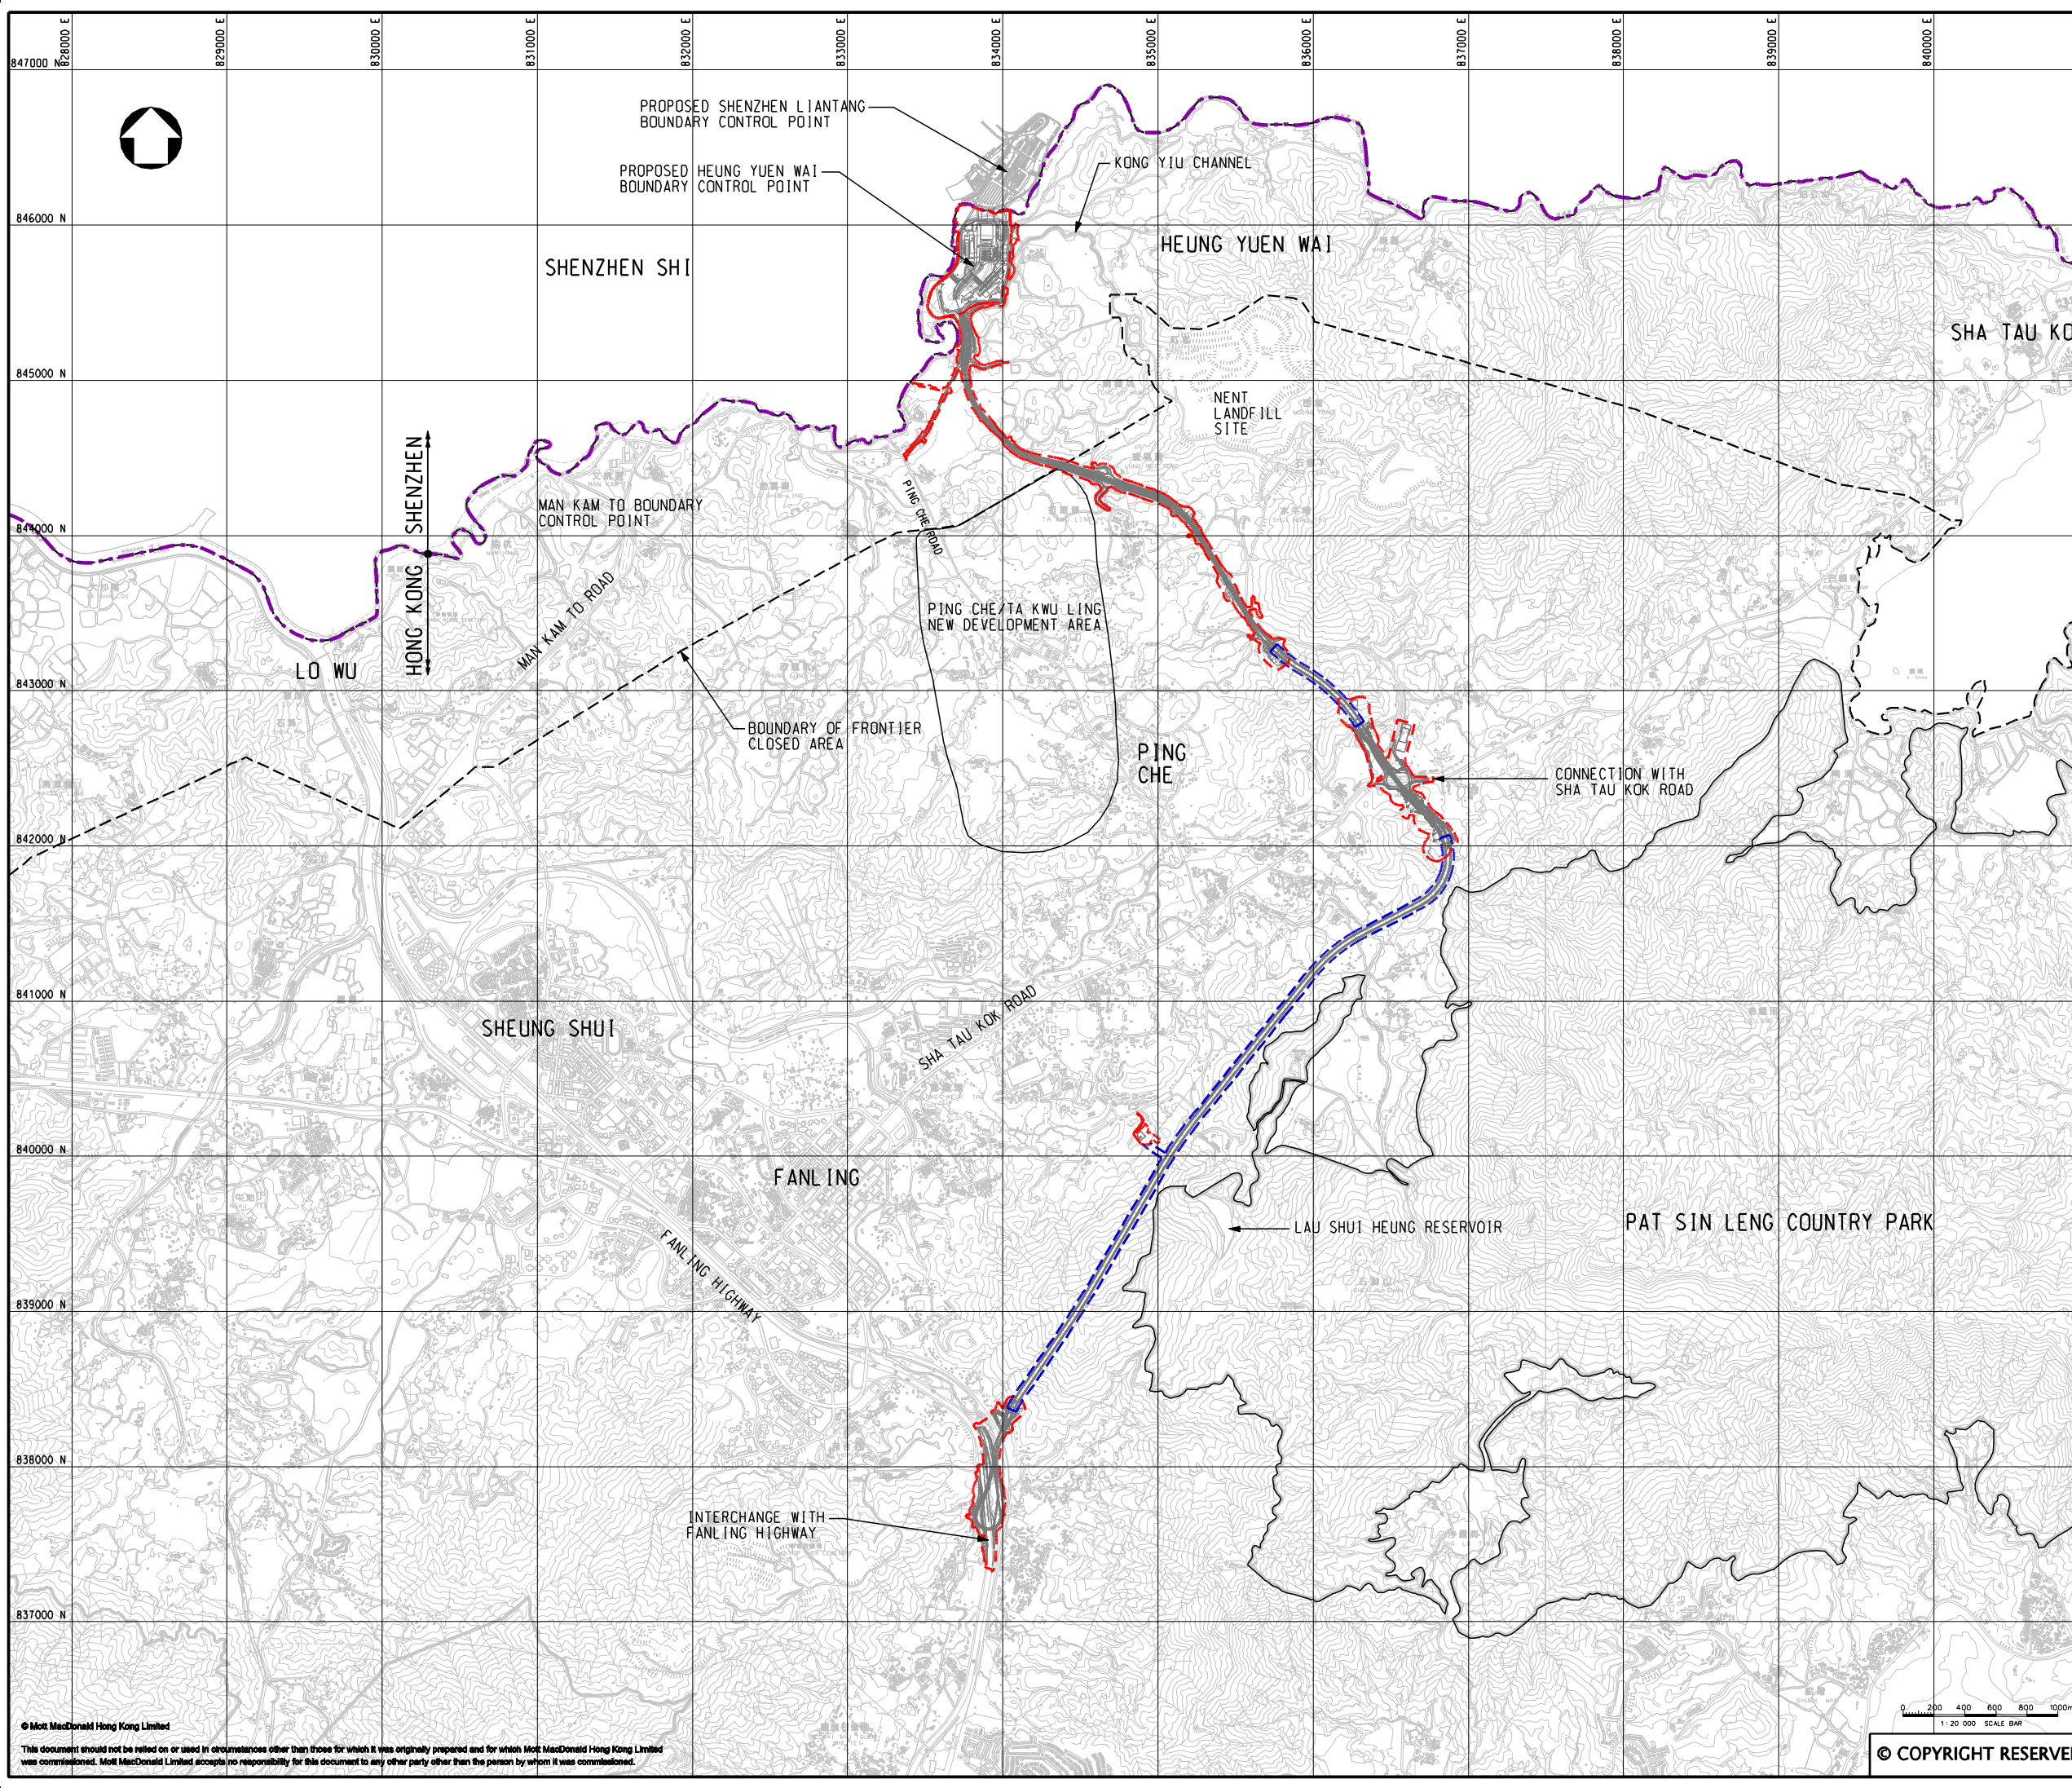 828000 E
829000 E
830000 E
831000 E
832000 E
833000 E
834000 E
835000 E
836000 E
837000 E
838000 E
839000 E
840000 E
847000 N
PROPOSED SHENZHEN LIANTANG
BOUNDARY CONTROL POINT
PROPOSED HEUNG YUEN WAI
BOUNDARY CONTROL POINT
KONG YIU CHANNEL
846000 N
HEUNG YUEN WAI
SHENZHEN SHI
SHA TAU KO
845000 N
NENT
LANDFILL
SITE
SHENZHEN
HONG KONG
MAN KAM TO BOUNDARY
CONTROL POINT
PING CHE ROAD
844000 N
MAN KAM TO ROAD
PING CHE/TA KWU LING
NEW DEVELOPMENT AREA
LO WU
843000 N
BOUNDARY OF FRONTIER
CLOSED AREA
PING
CHE
CONNECTION WITH
SHA TAU KOK ROAD
842000 N
841000 N
SHEUNG SHUI
SHA TAU KOK ROAD
840000 N
FANLING
PAT SIN LENG COUNTRY PARK
LAU SHUI HEUNG RESERVOIR
FANLING HIGHWAY
839000 N
838000 N
INTERCHANGE WITH
FANLING HIGHWAY
837000 N
0 200 400 600 800 1000m
1:20 000 SCALE BAR
© Mott MacDonald Hong Kong Limited
This document should not be relied on or used in circumstances other than those for which it was originally prepared and for which Mott MacDonald Hong Kong Limited
was commissioned. Mott MacDonald Limited accepts no responsibility for this document to any other party other than the person by whom it was commissioned.
© COPYRIGHT RESERVE